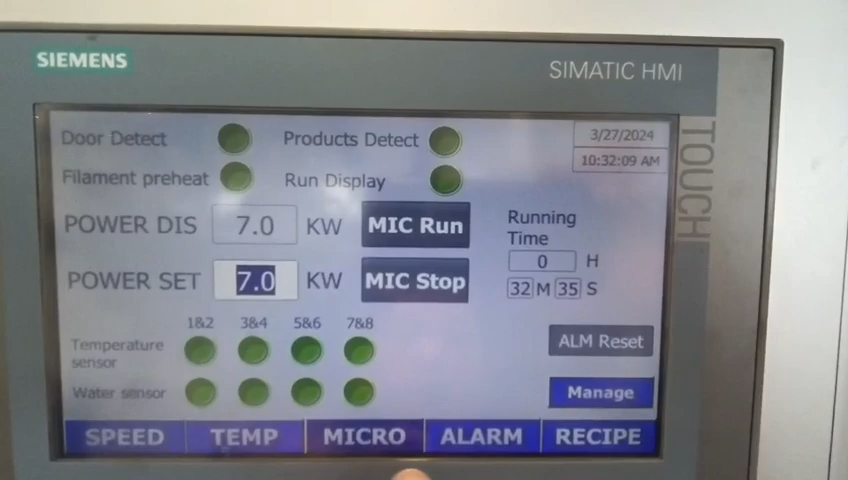 SIEMENS
SIMATIC HMI
TOUCH
Door Detect
Products Detect
3/27/2024
10:32:09 AM
Filament preheat
Run Display
POWER DIS 7.0 KW MIC Run
Running
Time
0 H
32 M 35 S
POWER SET 7.0 KW MIC Stop
1&2 3&4 5&6 7&8
Temperature
sensor
ALM Reset
Water sensor
Manage
SPEED TEMP MICRO ALARM RECIPE